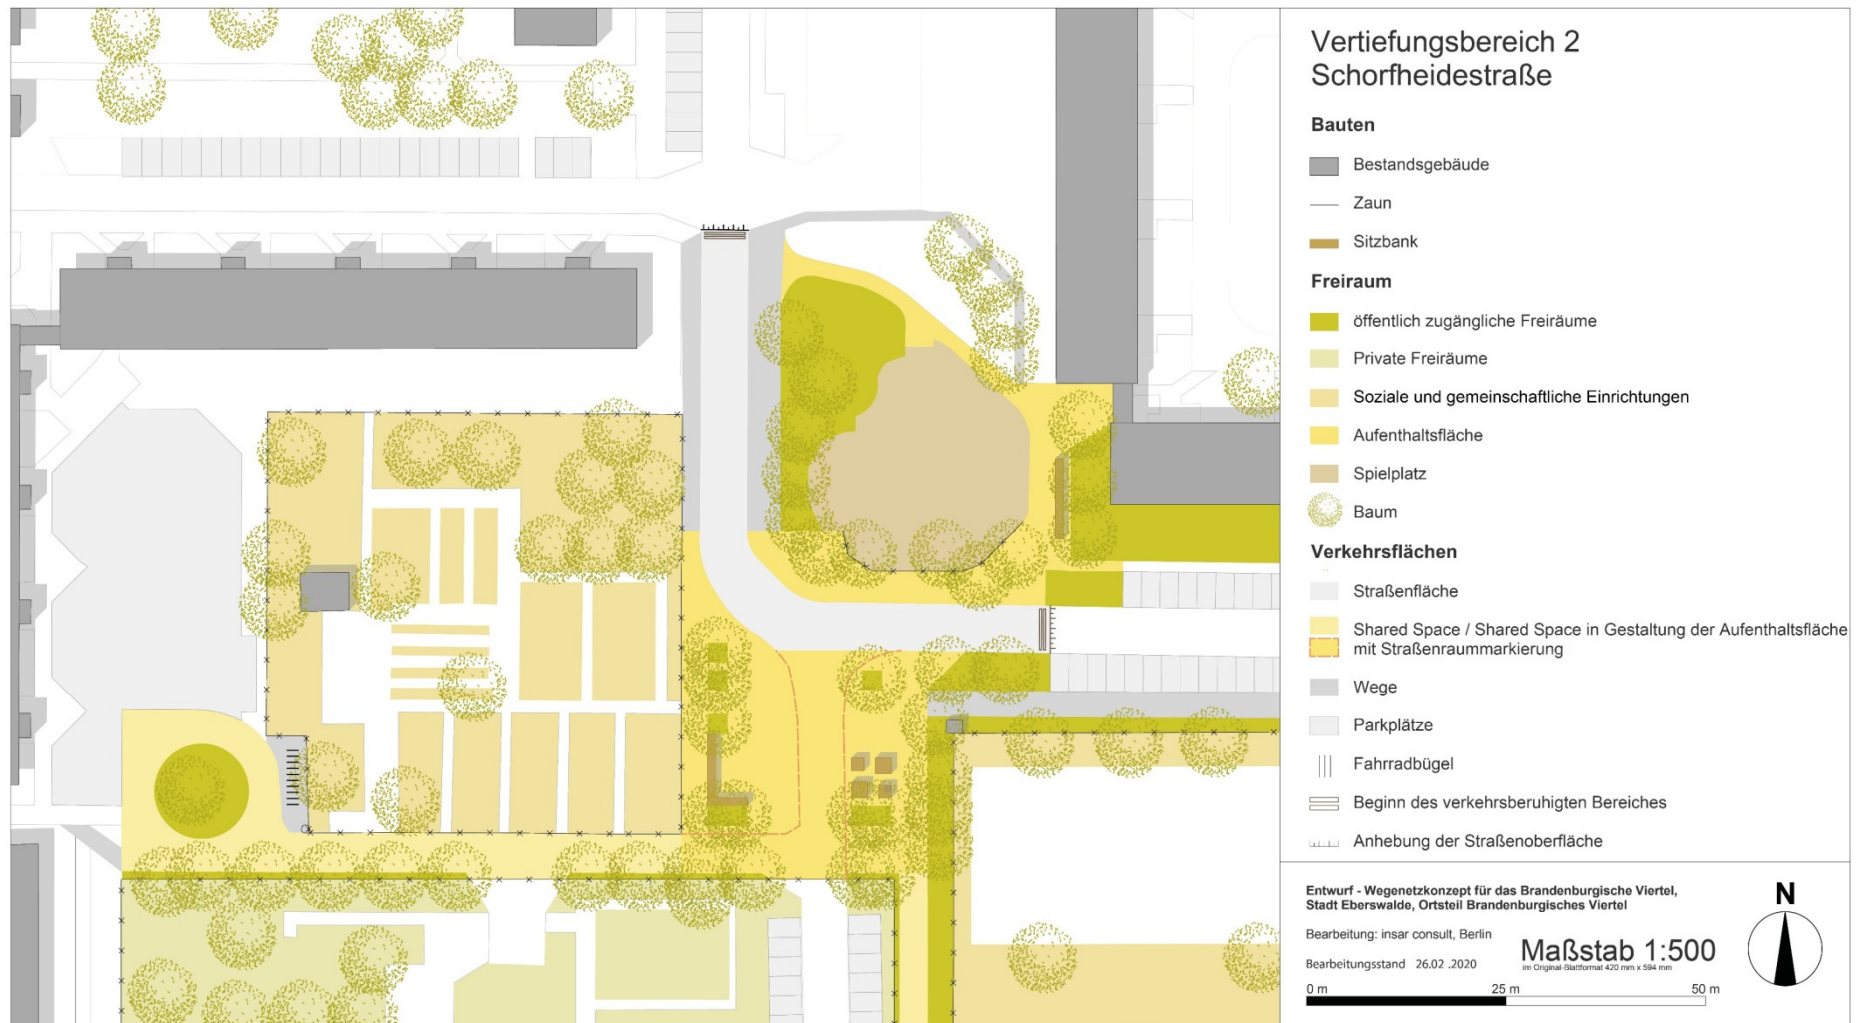 Vertiefungsbereich 2
Schorfheidestraße
Bauten
Bestandsgebäude
Zaun
Sitzbank
Freiraum
öffentlich zugängliche Freiräume
Private Freiräume
Soziale und gemeinschaftliche Einrichtungen
Aufenthaltsfläche
Spielplatz
Baum
Verkehrsflächen
Straßenfläche
Shared Space / Shared Space in Gestaltung der Aufenthaltsfläche
mit Straßenraummarkierung
Wege
Parkplätze
Fahrradbügel
Beginn des verkehrsberuhigten Bereiches
Anhebung der Straßenoberfläche
Entwurf - Wegenetzkonzept für das Brandenburgische Viertel,
Stadt Eberswalde, Ortsteil Brandenburgisches Viertel
Bearbeitung: insar consult, Berlin
Bearbeitungsstand 26.02 .2020
Maßstab 1:500
im Original-Blattformat 420 mm x 594 mm
0 m 25 m 50 m
N